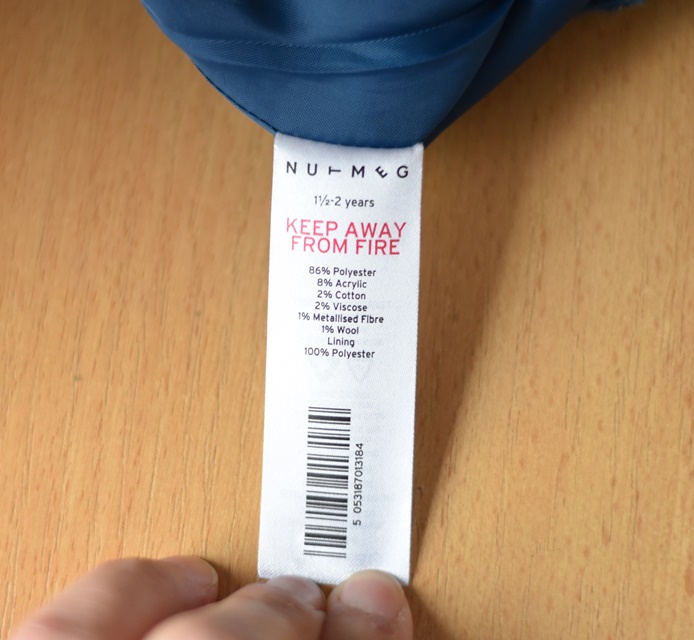 NUTMEG
1½-2 years
KEEP AWAY
FROM FIRE
86% Polyester
8% Acrylic
2% Cotton
2% Viscose
1% Metallised Fibre
1% Wool
Lining
100% Polyester
5 053187013184